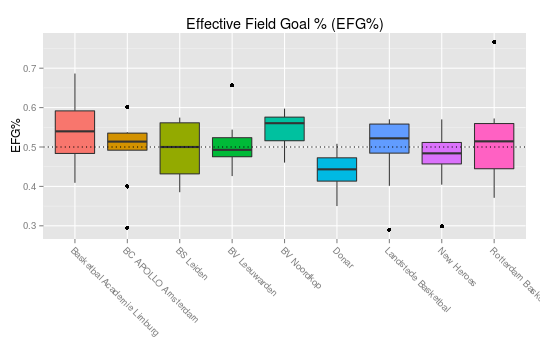 Effective Field Goal % (EFG%)
EFG%
0.7
0.6
0.5
0.4
0.3
Basketbal Academie Limburg
BC APOLLO Amsterdam
BS Leiden
BV Leeuwarden
BV Noordkop
Donar
Landstede Basketbal
New Heroes
Rotterdam